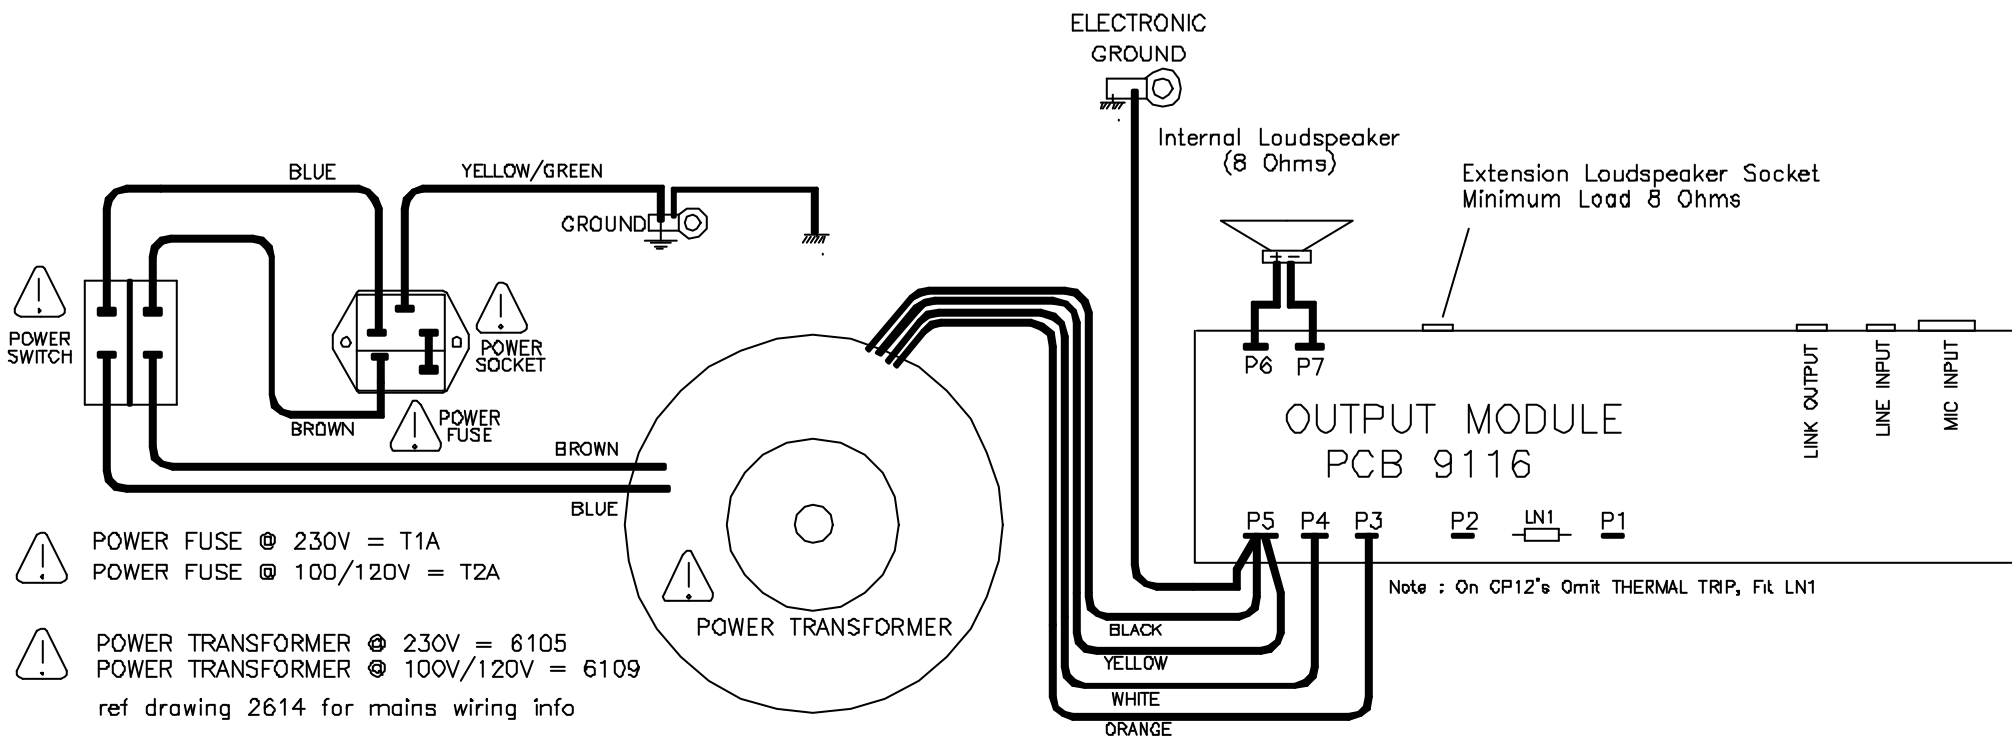 ELECTRONIC
GROUND
Internal Loudspeaker
(8 Ohms)
Extension Loudspeaker Socket
Minimum Load 8 Ohms
BLUE
YELLOW/GREEN
GROUND
POWER
SWITCH
POWER
SOCKET
POWER
FUSE
BROWN
BROWN
BLUE
P6
P7
LINK OUTPUT
LINE INPUT
MIC INPUT
OUTPUT MODULE
PCB 9116
P5
P4
P3
P2
LN1
P1
Note : On CP12's Omit THERMAL TRIP, Fit LN1
POWER FUSE @ 230V = T1A
POWER FUSE @ 100/120V = T2A
POWER TRANSFORMER
BLACK
YELLOW
WHITE
ORANGE
POWER TRANSFORMER @ 230V = 6105
POWER TRANSFORMER @ 100V/120V = 6109
ref drawing 2614 for mains wiring info